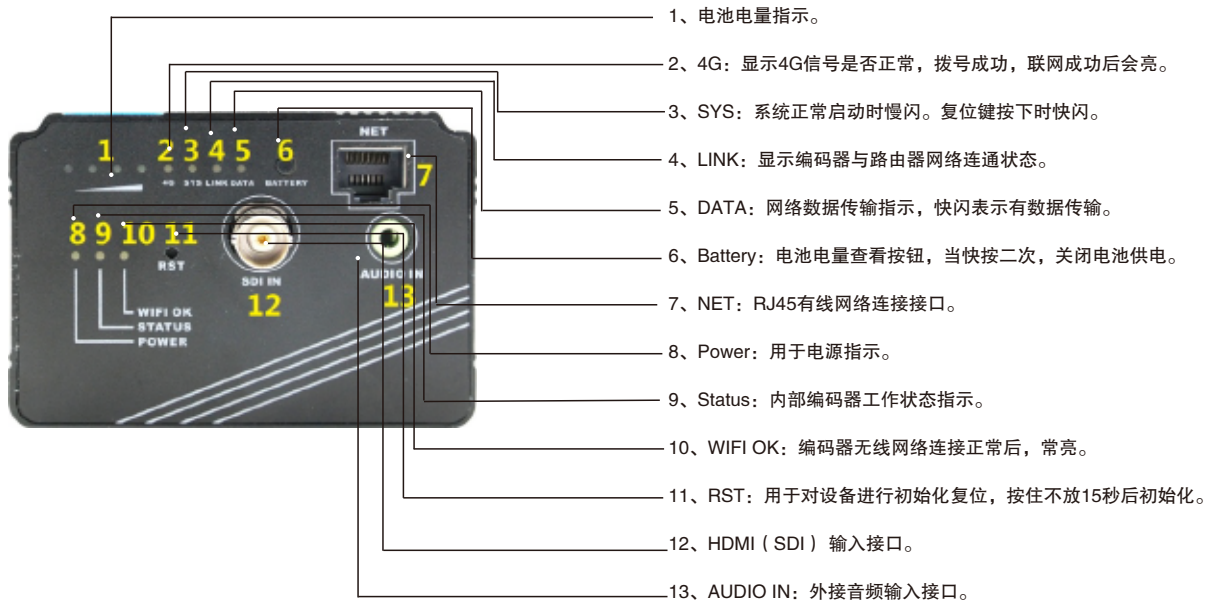 1、电池电量指示。
2、4G：显示4G信号是否正常，拨号成功，联网成功后会亮。
3、SYS：系统正常启动时慢闪。复位键按下时快闪。
4、LINK：显示编码器与路由器网络连通状态。
5、DATA：网络数据传输指示，快闪表示有数据传输。
6、Battery：电池电量查看按钮，当快按二次，关闭电池供电。
7、NET：RJ45有线网络连接接口。
8、Power：用于电源指示。
9、Status：内部编码器工作状态指示。
10、WIFI OK：编码器无线网络连接正常后，常亮。
11、RST：用于对设备进行初始化复位，按住不放15秒后初始化。
12、HDMI（SDI） 输入接口。
13、AUDIO IN：外接音频输入接口。
NET
1 2 3 4 5 6
7
4G SYS LINK DATA BATTERY
8 9 10 11
RST
SDI IN
AUDIO IN
12
13
WIFI OK
STATUS
POWER